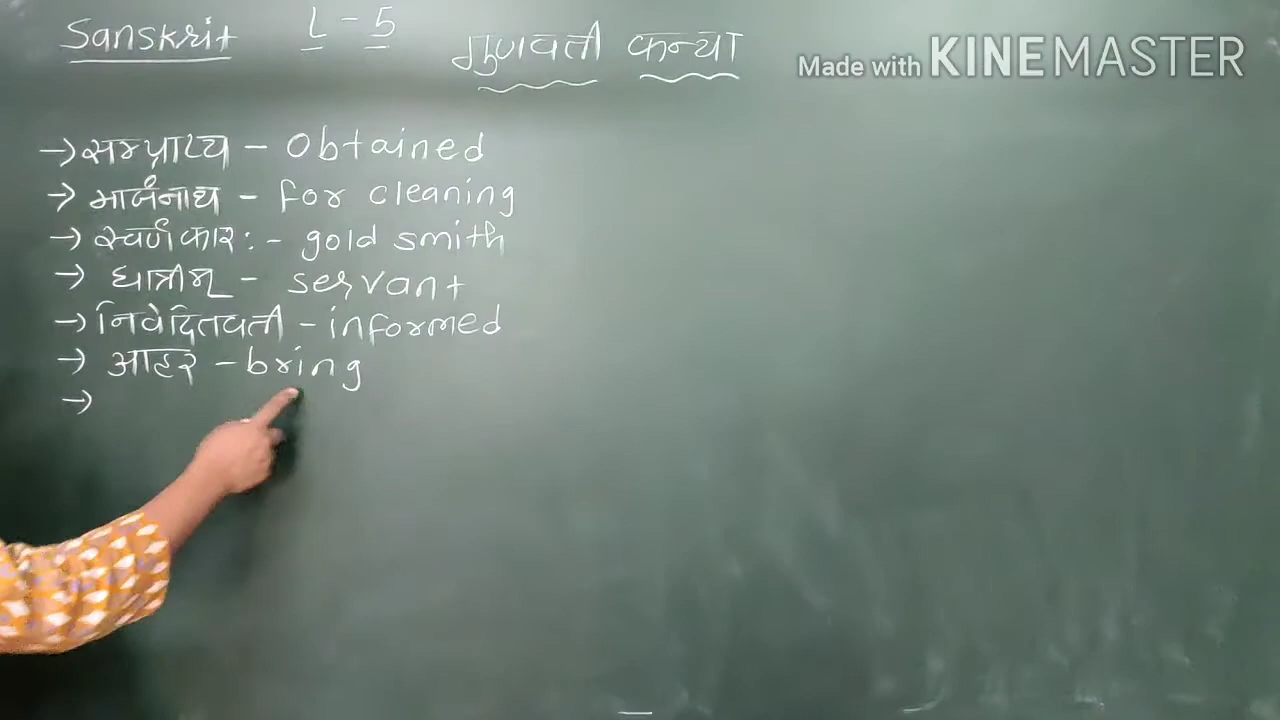 Sanskrit L-5 गुणवती कन्या
Made with KINEMASTER
→ सम्प्राप्य - Obtained
→ मार्जनाथ - for cleaning
→ स्वर्णकारः - gold smith
→ धात्रीम् - servant
→ निवेदितवती - informed
→ आहर - bring
→